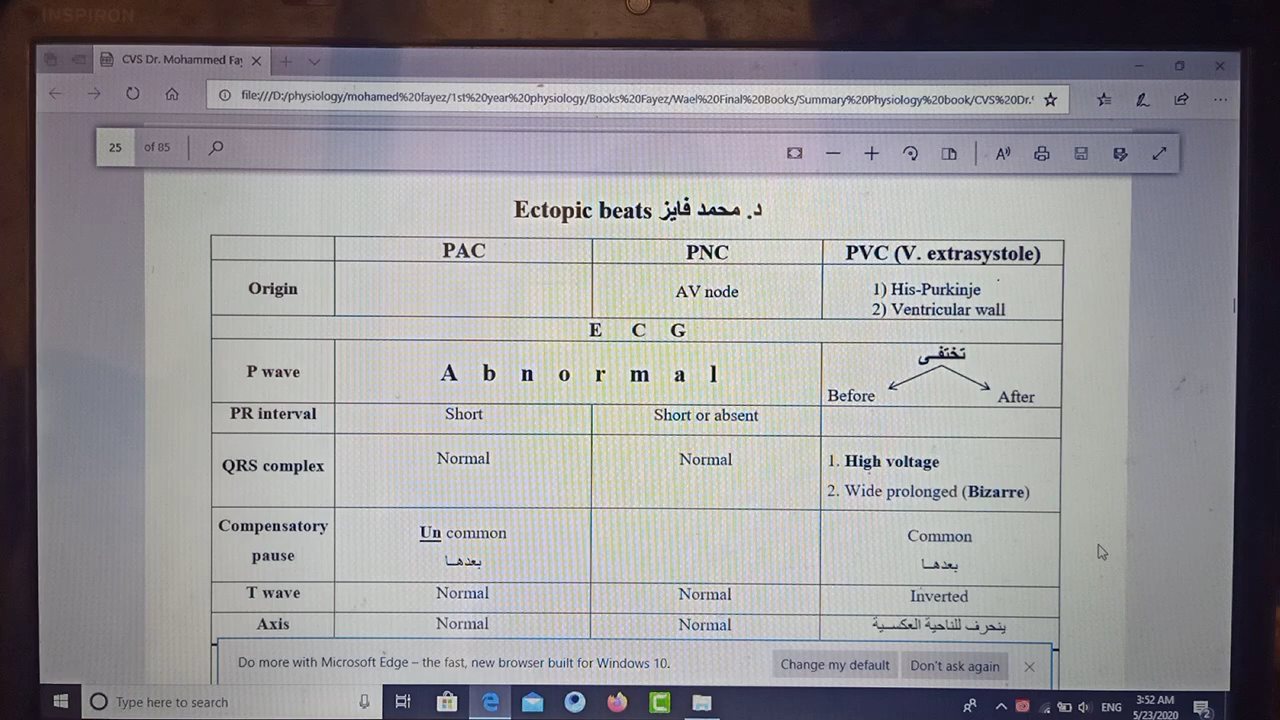 INSPIRON
CVS Dr. Mohammed Fay
file:///D:/physiology/mohamed%20fayez/1st%20year%20physiology/Books%20Fayez/Wael%20Final%20Books/Summary%20Physiology%20book/CVS%20Dr.
25 of 85
Ectopic beats د. محمد فايز
PAC PNC PVC (V. extrasystole)
Origin AV node 1) His-Purkinje
2) Ventricular wall
E C G
P wave A b n o r m a l تختفى
Before After
PR interval Short Short or absent
QRS complex Normal Normal 1. High voltage
2. Wide prolonged (Bizarre)
Compensatory pause Un common Common
بعدها بعدها
T wave Normal Normal Inverted
Axis Normal Normal ينحرف للناحية العكسية
Do more with Microsoft Edge – the fast, new browser built for Windows 10. Change my default Don't ask again
Type here to search ENG 3:52 AM
5/23/2020 2